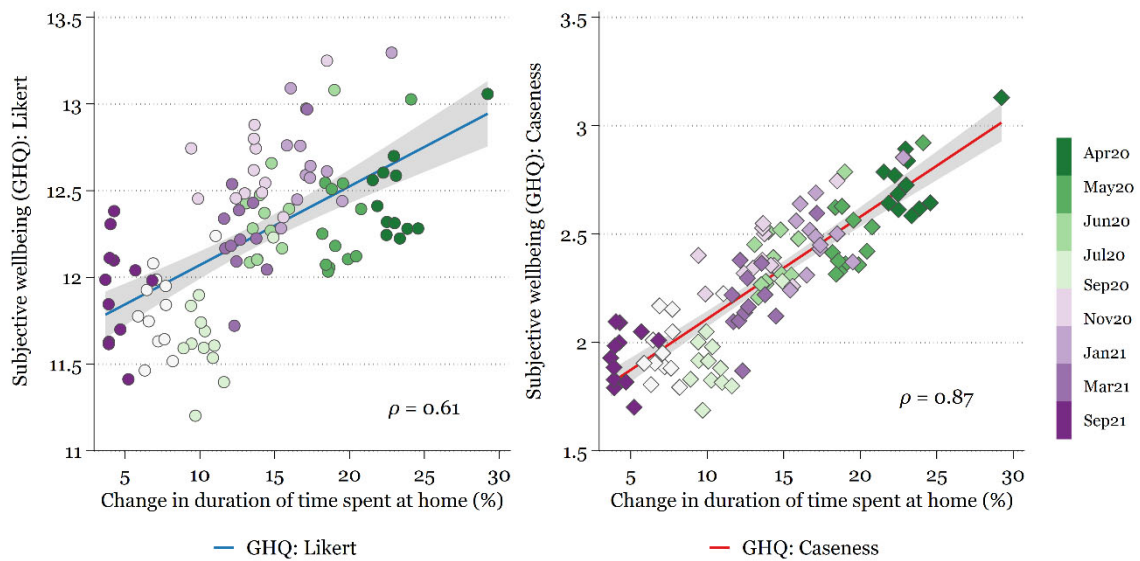 13.5
13
12.5
12
11.5
11
Subjective wellbeing (GHQ): Likert
ρ = 0.61
5 10 15 20 25 30
Change in duration of time spent at home (%)
GHQ: Likert
3.5
3
2.5
2
1.5
Subjective wellbeing (GHQ): Caseness
ρ = 0.87
5 10 15 20 25 30
Change in duration of time spent at home (%)
GHQ: Caseness
Apr20
May20
Jun20
Jul20
Sep20
Nov20
Jan21
Mar21
Sep21